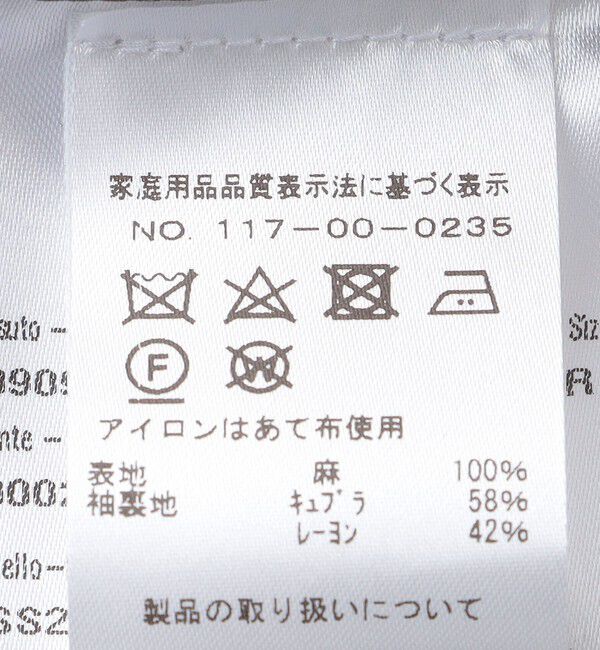 家庭用品品質表示法に基づく表示
NO. 117-00-0235
F
W
アイロンはあて布使用
表地 麻 100%
袖裏地 ｷｭﾌﾟﾗ 58%
ﾚｰﾖﾝ 42%
製品の取り扱いについて